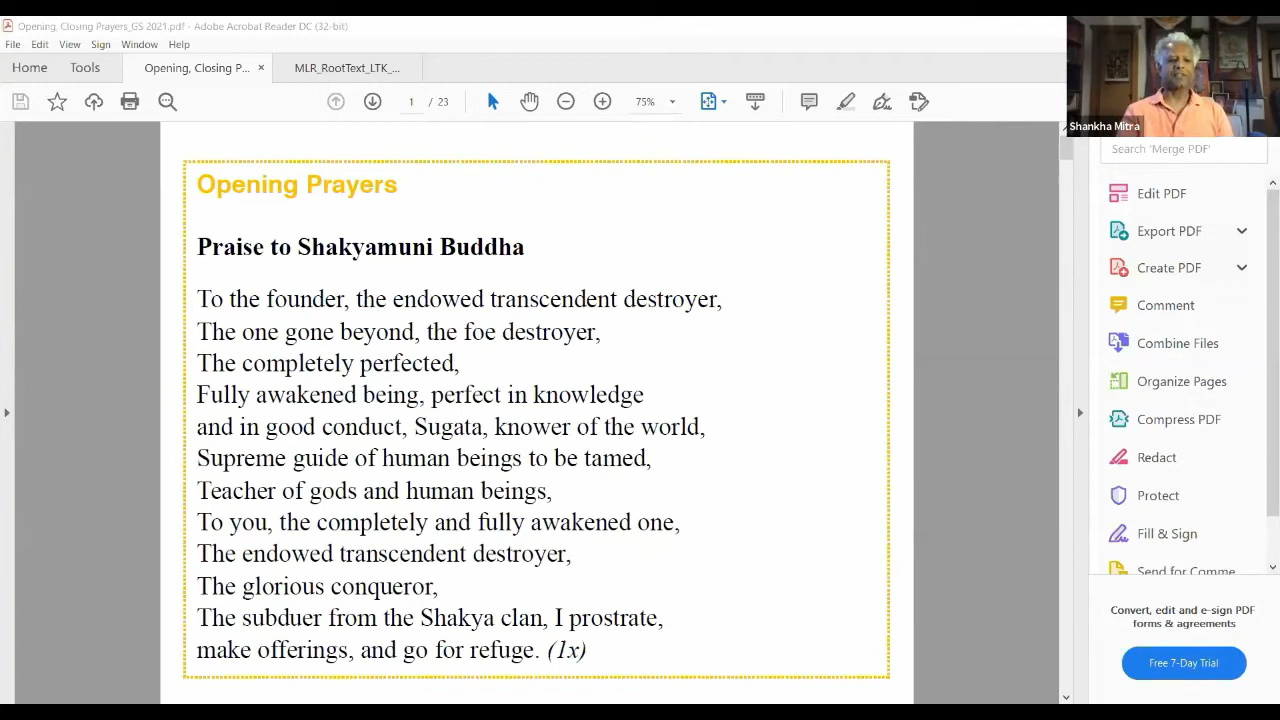 Opening, Closing Prayers_GS 2021.pdf - Adobe Acrobat Reader DC (32-bit)
File Edit View Sign Window Help
Home Tools Opening, Closing P... × MLR_RootText_LTK_...
1 / 23 75%
Shankha Mitra
Search 'Merge PDF'
Opening Prayers
Praise to Shakyamuni Buddha
To the founder, the endowed transcendent destroyer,
The one gone beyond, the foe destroyer,
The completely perfected,
Fully awakened being, perfect in knowledge
and in good conduct, Sugata, knower of the world,
Supreme guide of human beings to be tamed,
Teacher of gods and human beings,
To you, the completely and fully awakened one,
The endowed transcendent destroyer,
The glorious conqueror,
The subduer from the Shakya clan, I prostrate,
make offerings, and go for refuge. (1x)
Edit PDF
Export PDF
Create PDF
Comment
Combine Files
Organize Pages
Compress PDF
Redact
Protect
Fill & Sign
Send for Comme
Convert, edit and e-sign PDF
forms & agreements
Free 7-Day Trial